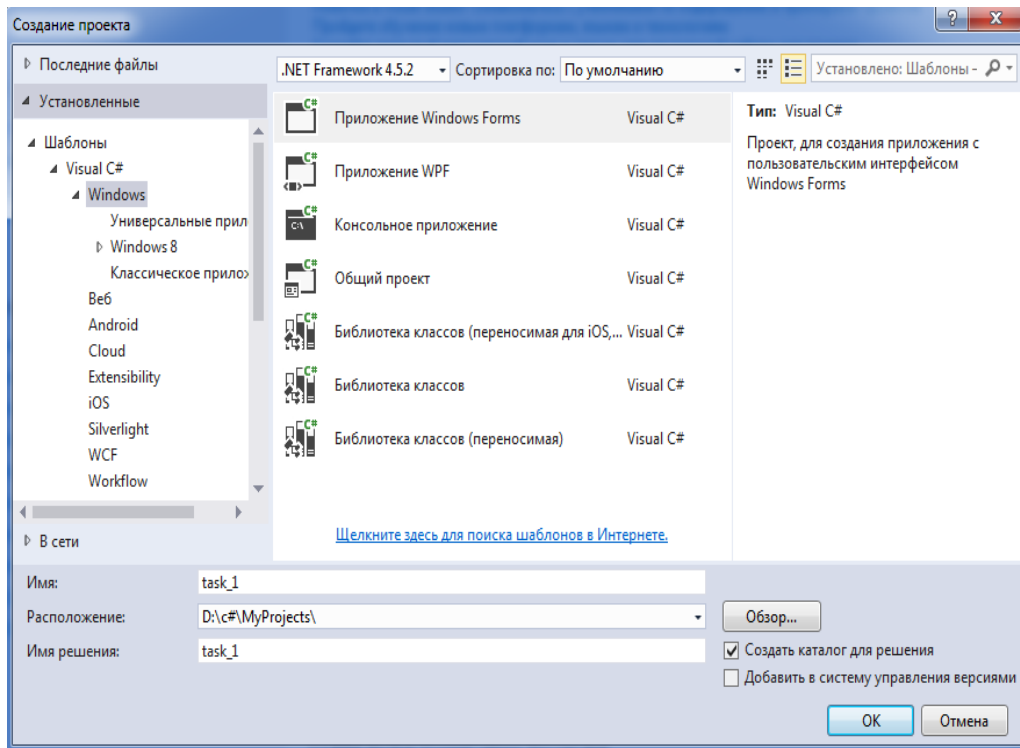 Создание проекта
?
X
Последние файлы
Установленные
Шаблоны
Visual C#
Windows
Универсальные прил
Windows 8
Классическое прилож
Веб
Android
Cloud
Extensibility
iOS
Silverlight
WCF
Workflow
В сети
.NET Framework 4.5.2
Сортировка по: По умолчанию
Установлено: Шаблоны -
C# Приложение Windows Forms Visual C#
C# Приложение WPF Visual C#
C# C:\ Консольное приложение Visual C#
C# Общий проект Visual C#
C# Библиотека классов (переносимая для iOS,... Visual C#
C# Библиотека классов Visual C#
C# Библиотека классов (переносимая) Visual C#
Щелкните здесь для поиска шаблонов в Интернете.
Тип: Visual C#
Проект, для создания приложения с
пользовательским интерфейсом
Windows Forms
Имя: task_1
Расположение: D:\c#\MyProjects\
Обзор...
Имя решения: task_1
Создать каталог для решения
Добавить в систему управления версиями
OK
Отмена